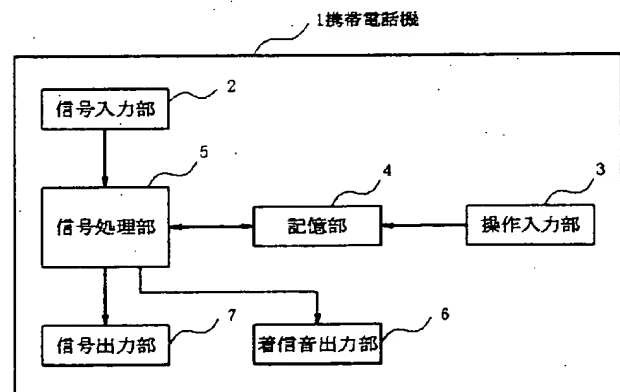 1携帯電話機
2
信号入力部
5
4
3
信号処理部
記憶部
操作入力部
7
6
信号出力部
着信音出力部